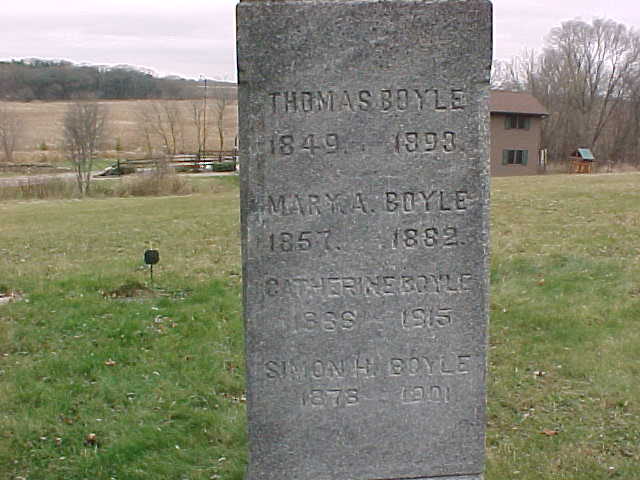 THOMAS BOYLE
1849. 1893.
MARY. A. BOYLE
1857. 1882.
CATHERINE BOYLE
1915
SIMON H. BOYLE
1878 - 1901